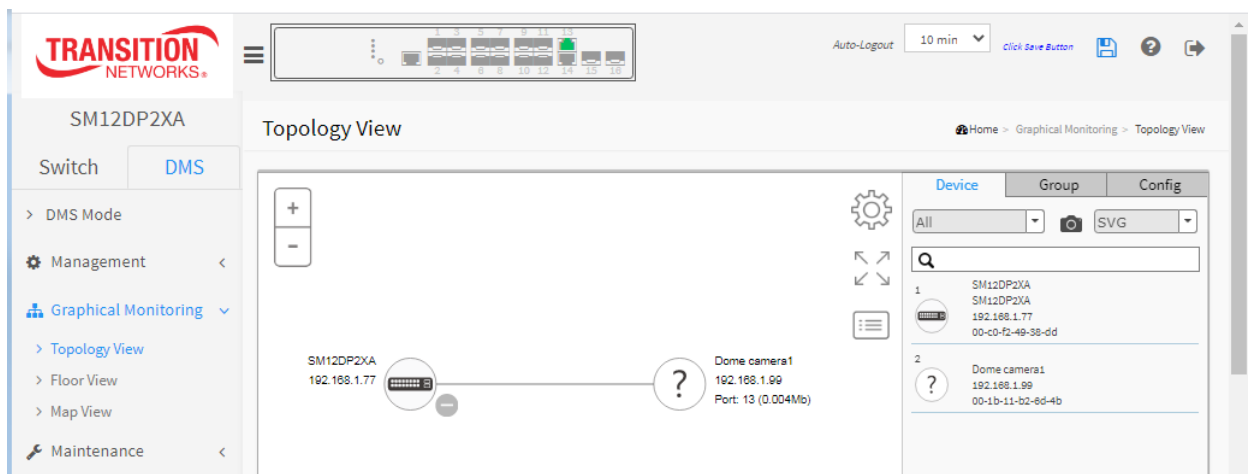 TRANSITION
NETWORKS®
1 3 5 7 9 11 13
2 4 6 8 10 12 14 15 16
Auto-Logout 10 min Click Save Button
SM12DP2XA
Switch DMS
DMS Mode
Management
Graphical Monitoring
Topology View
Floor View
Map View
Maintenance
Topology View
Home > Graphical Monitoring > Topology View
+
-
SM12DP2XA
192.168.1.77
?
Dome camera1
192.168.1.99
Port: 13 (0.004Mb)
Device Group Config
All SVG
1
SM12DP2XA
SM12DP2XA
192.168.1.77
00-c0-f2-49-38-dd
2
?
Dome camera1
192.168.1.99
00-1b-11-b2-6d-4b